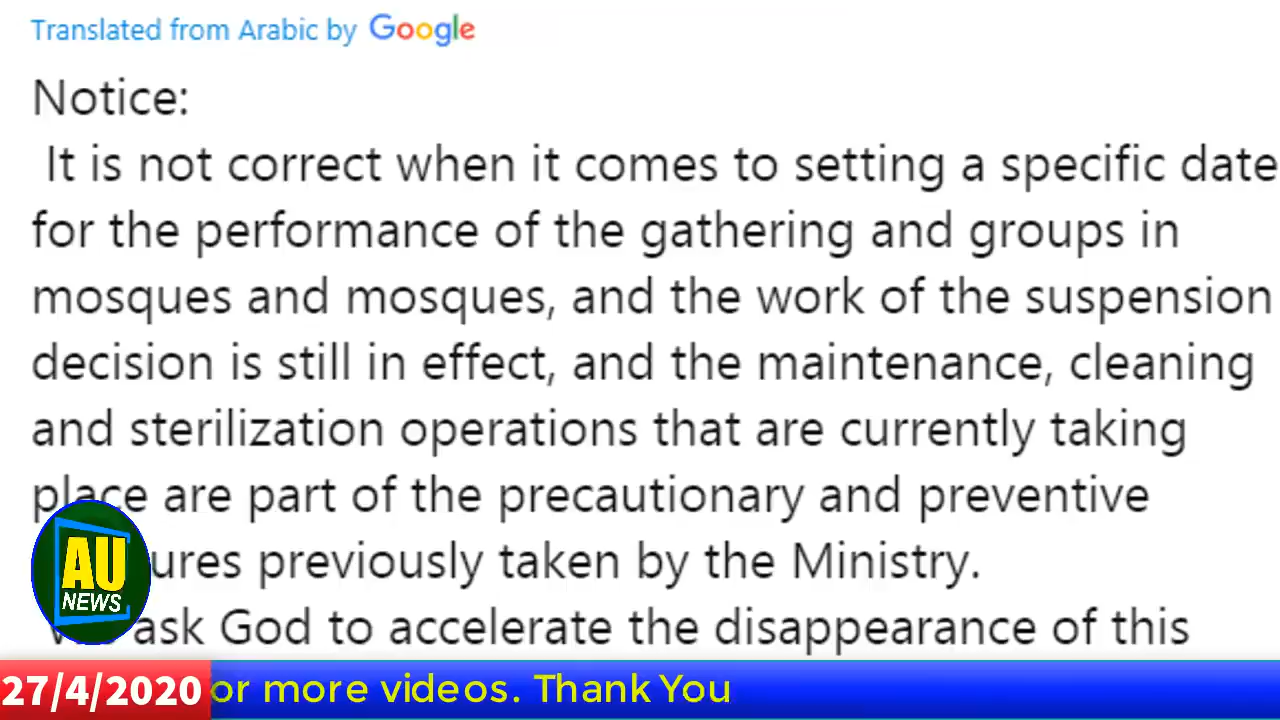 Translated from Arabic by Google
Notice:
It is not correct when it comes to setting a specific date
for the performance of the gathering and groups in
mosques and mosques, and the work of the suspension
decision is still in effect, and the maintenance, cleaning
and sterilization operations that are currently taking
place are part of the precautionary and preventive
ures previously taken by the Ministry.
ask God to accelerate the disappearance of this
AU
NEWS
27/4/2020 or more videos. Thank You